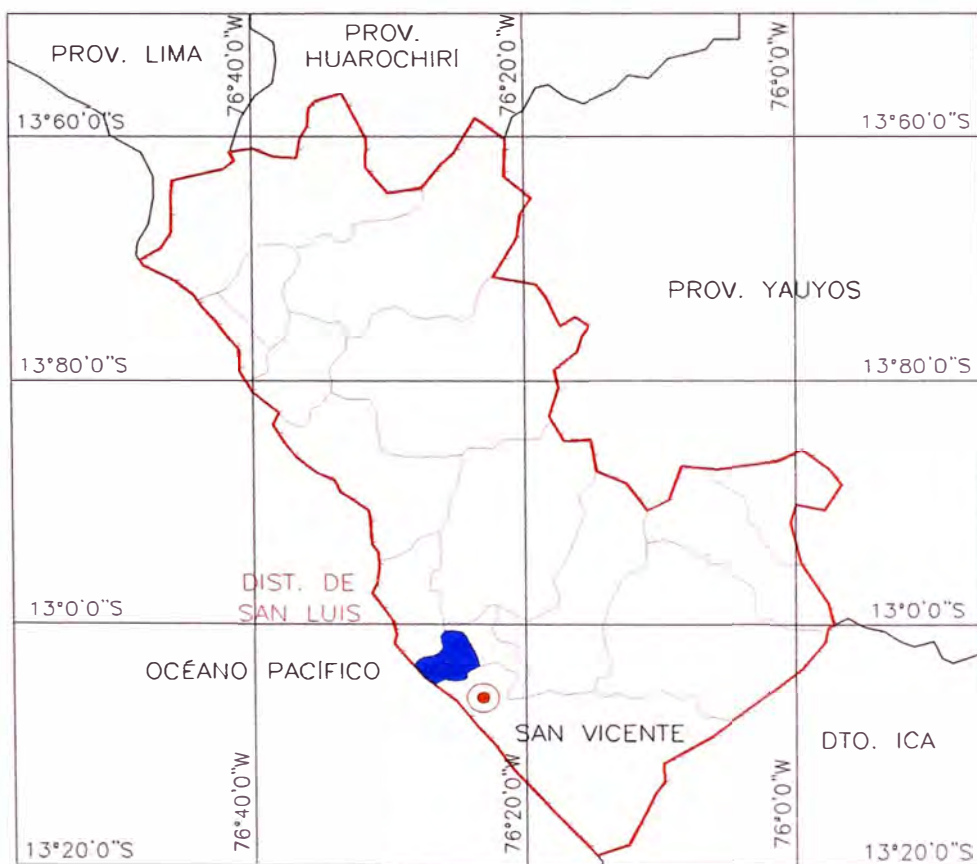 PROV. LIMA
PROV.
HUAROCHIRÍ
76°40'0"W
76°20'0"W
76°0'0"W
13°60'0"S
13°60'0"S
PROV. YAUYOS
13°80'0"S
13°80'0"S
DIST. DE
SAN LUIS
13°0'0"S
13°0'0"S
OCÉANO PACÍFICO
SAN VICENTE
DTO. ICA
76°40'0"W
76°20'0"W
76°0'0"W
13°20'0"S
13°20'0"S